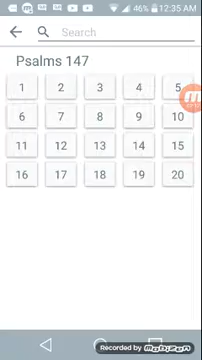 46% 12:35 AM
Search
Psalms 147
1 2 3 4 5
6 7 8 9 10
11 12 13 14 15
16 17 18 19 20
Recorded by MOBIZEN